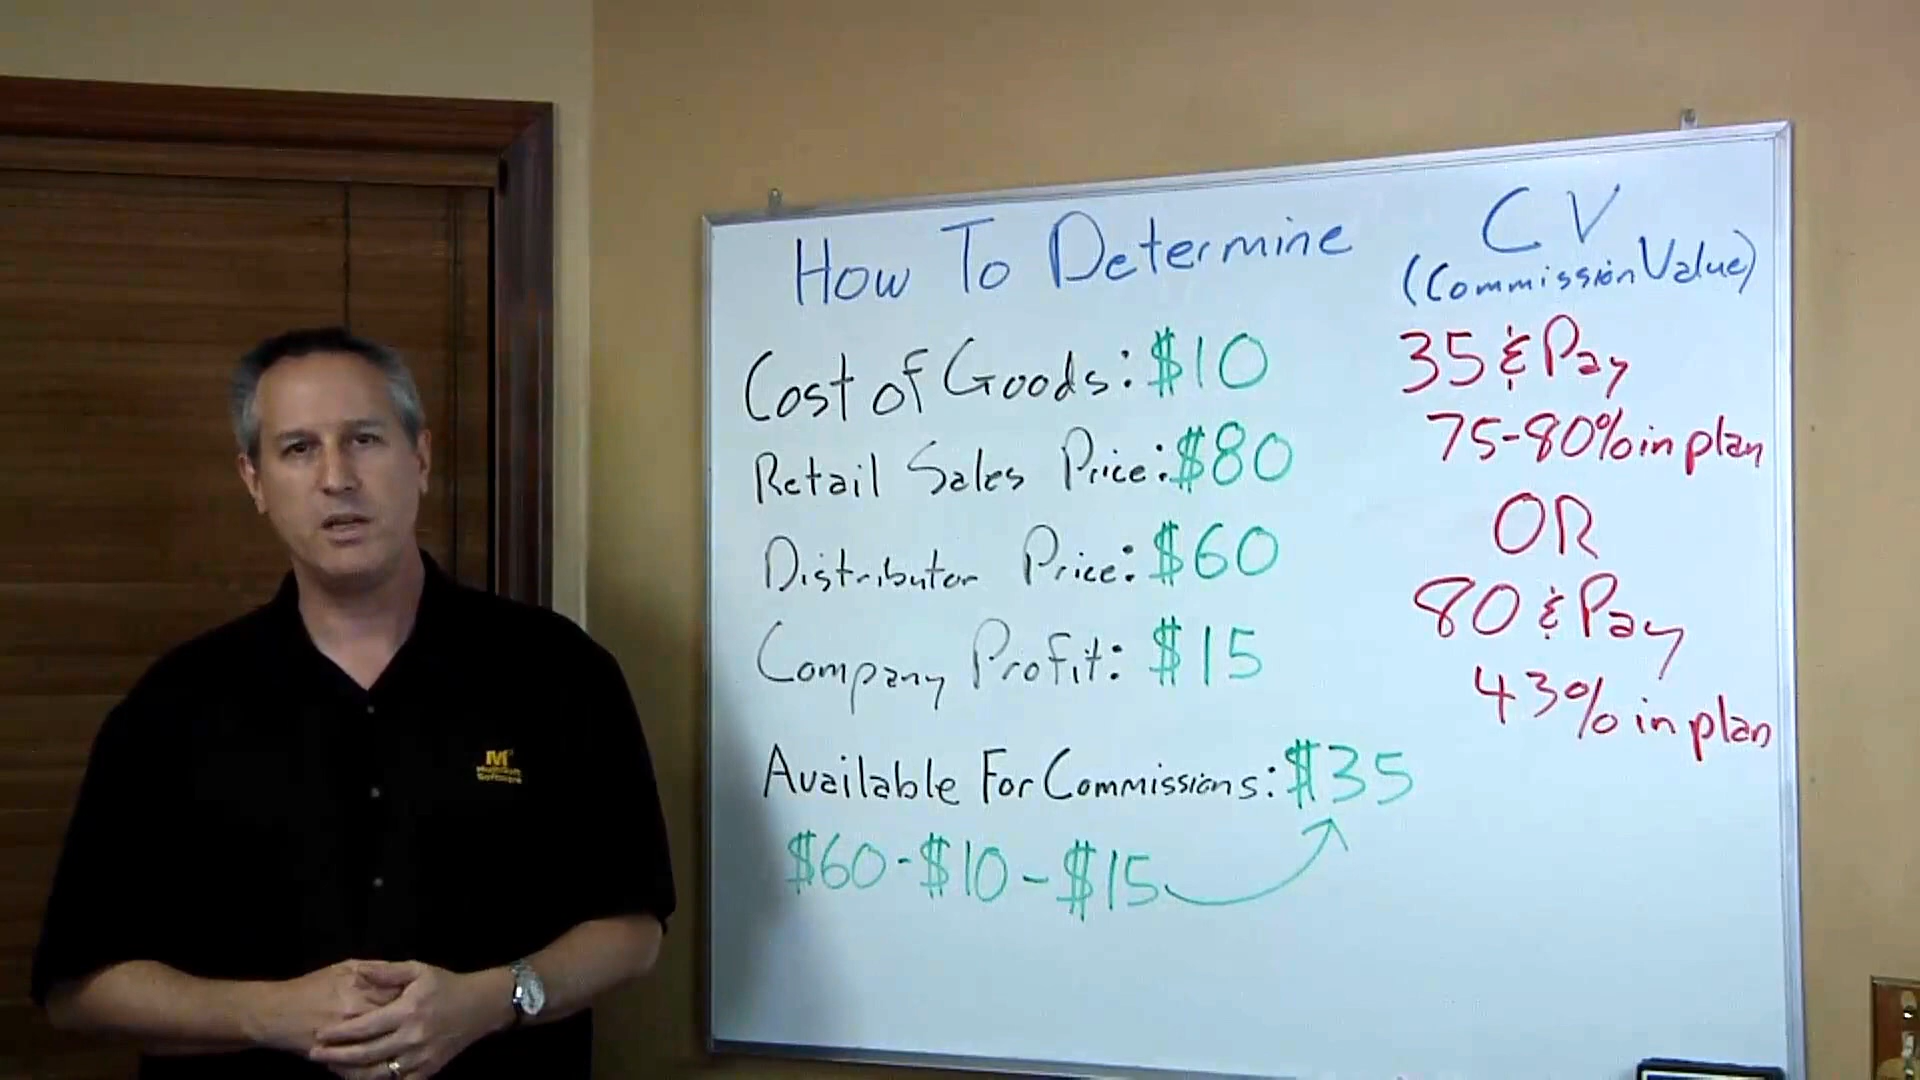 How To Determine CV
(Commission Value)
Cost of Goods: $10
Retail Sales Price: $80
Distributor Price: $60
Company Profit: $15
Available For Commissions: $35
$60 - $10 - $15
35 & Pay
75-80% in plan
OR
80 & Pay
43% in plan
MultiSoft
Software